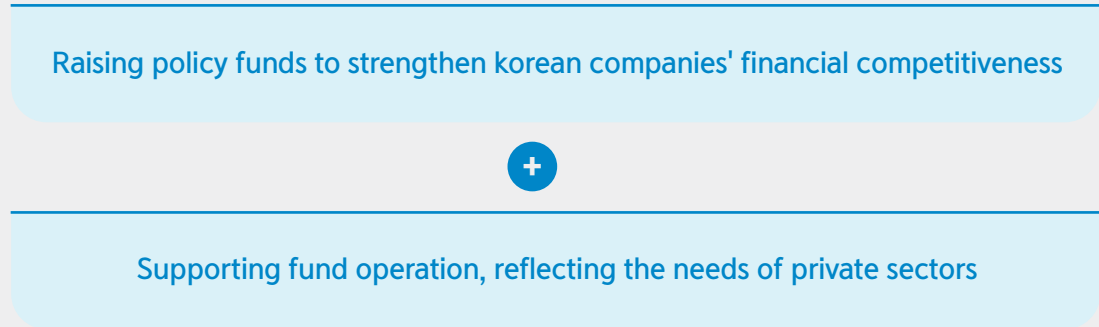 Raising policy funds to strengthen korean companies' financial competitiveness
+
Supporting fund operation, reflecting the needs of private sectors